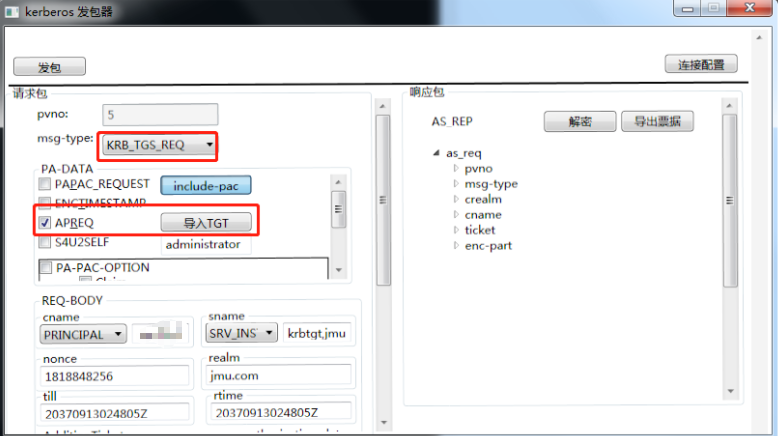 kerberos 发包器
发包
连接配置
请求包
pvno:
5
msg-type:
KRB_TGS_REQ
PA-DATA
PAPAC_REQUEST
include-pac
ENCTIMESTAMP
APREQ
导入TGT
S4U2SELF
administrator
PA-PAC-OPTION
REQ-BODY
cname
PRINCIPAL
sname
SRV_INS
krbtgt,jmu
nonce
1818848256
realm
jmu.com
till
20370913024805Z
rtime
20370913024805Z
响应包
AS_REP
解密
导出票据
as_req
pvno
msg-type
crealm
cname
ticket
enc-part